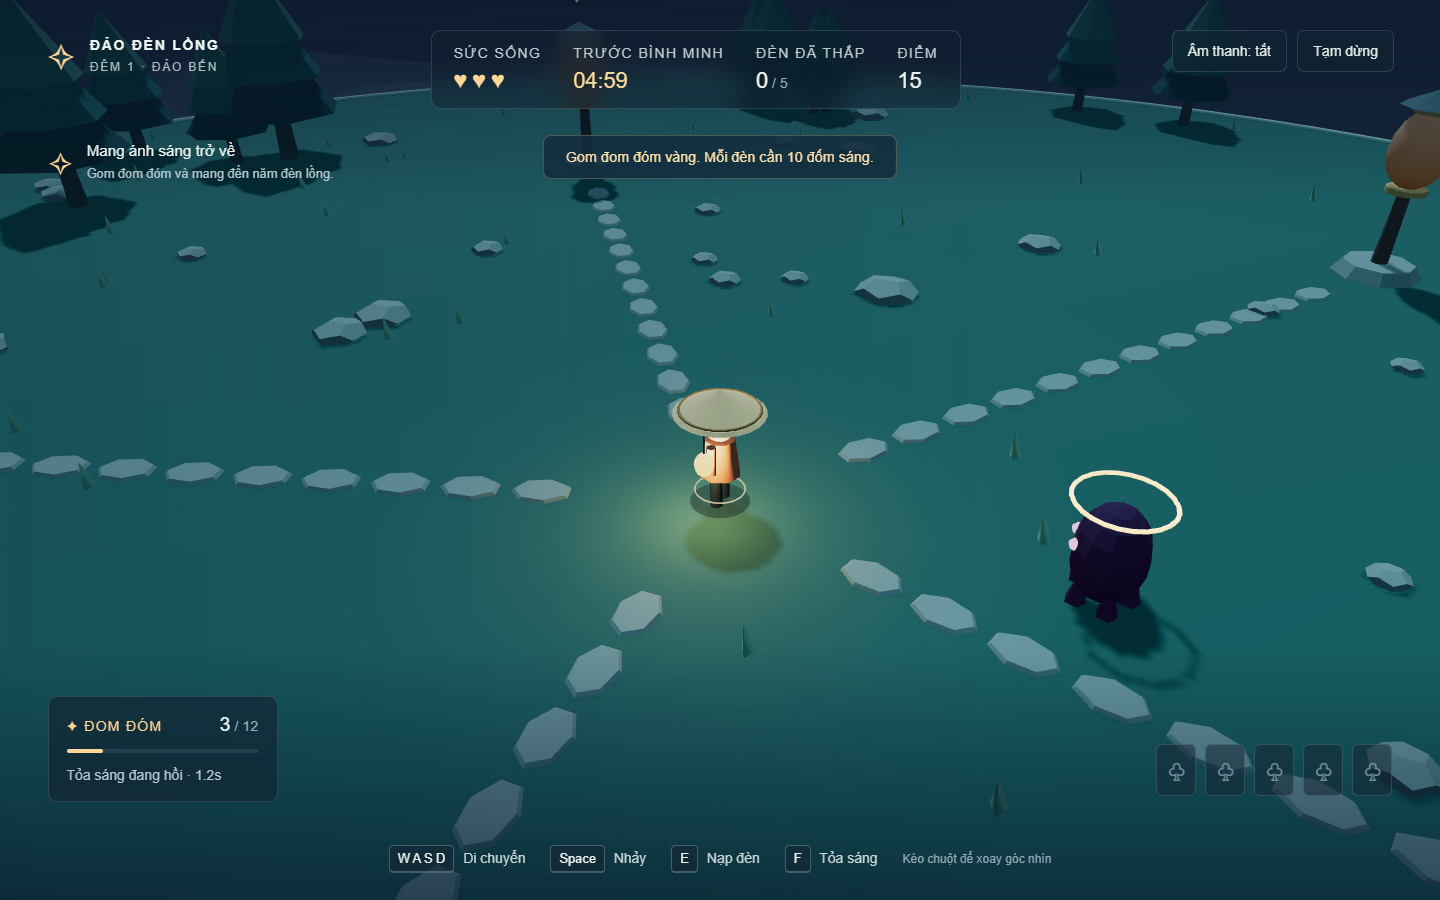 ĐẢO ĐÈN LỒNG
ĐÊM 1 · ĐẢO BẾN
SỨC SỐNG
♥♥♥
TRƯỚC BÌNH MINH
04:59
ĐÈN ĐÃ THẮP
0 / 5
ĐIỂM
15
Âm thanh: tắt
Tạm dừng
Mang ánh sáng trở về
Gom đom đóm và mang đến năm đèn lồng.
Gom đom đóm vàng. Mỗi đèn cần 10 đốm sáng.
✦ ĐOM ĐÓM
3 / 12
Tỏa sáng đang hồi · 1.2s
WASD Di chuyển
Space Nhảy
E Nạp đèn
F Tỏa sáng
Kéo chuột để xoay góc nhìn